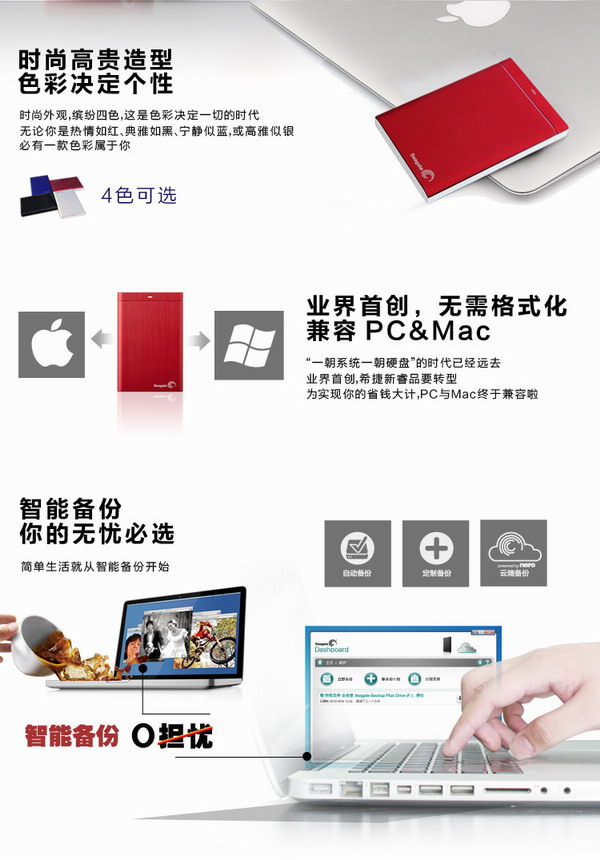 时尚高贵造型
色彩决定个性
时尚外观,缤纷四色,这是色彩决定一切的时代
无论你是热情如红、典雅如黑、宁静似蓝,或高雅似银
必有一款色彩属于你
4色可选
Seagate
业界首创，无需格式化
兼容 PC&Mac
“一朝系统一朝硬盘”的时代已经远去
业界首创,希捷新睿品要转型
为实现你的省钱大计,PC与Mac终于兼容啦
Seagate
智能备份
你的无忧必选
简单生活就从智能备份开始
自动备份
定制备份
powered by nero
云端备份
Seagate
Dashboard
智能备份 0担忧